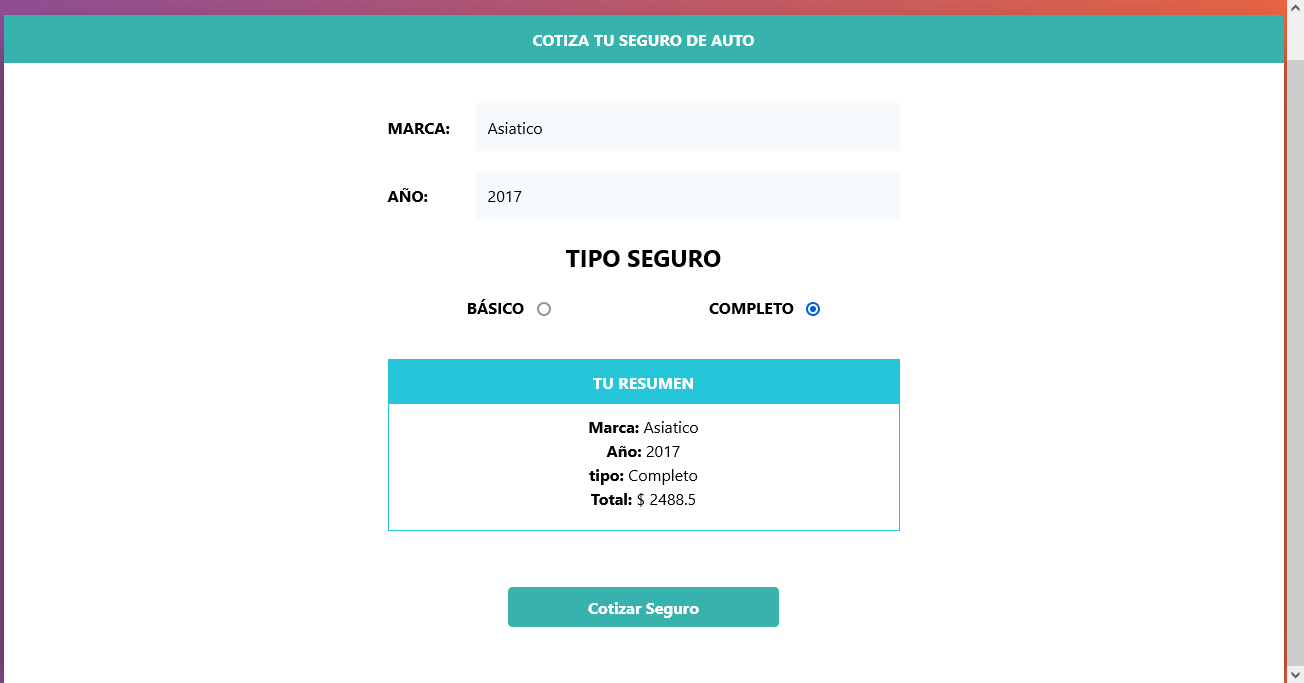 COTIZA TU SEGURO DE AUTO
MARCA: Asiatico
AÑO: 2017
TIPO SEGURO
BÁSICO COMPLETO
TU RESUMEN
Marca: Asiatico
Año: 2017
tipo: Completo
Total: $ 2488.5
Cotizar Seguro